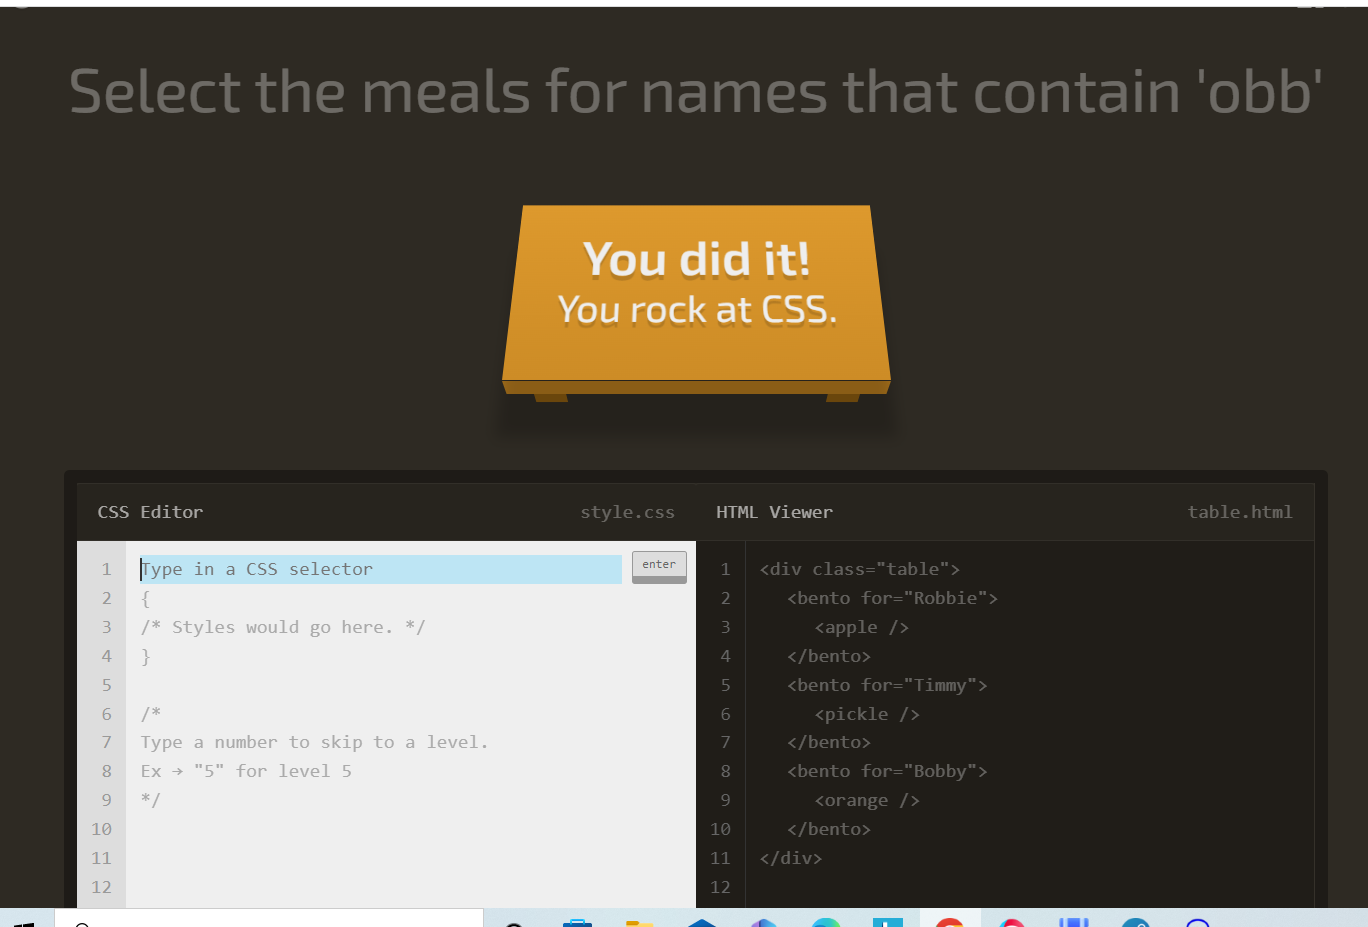 Select the meals for names that contain 'obb'
You did it!
You rock at CSS.
CSS Editor
style.css
1 Type in a CSS selector
enter
2 {
3 /* Styles would go here. */
4 }
5
6 /*
7 Type a number to skip to a level.
8 Ex → "5" for level 5
9 */
10
11
12
HTML Viewer
table.html
1 <div class="table">
2 <bento for="Robbie">
3 <apple />
4 </bento>
5 <bento for="Timmy">
6 <pickle />
7 </bento>
8 <bento for="Bobby">
9 <orange />
10 </bento>
11 </div>
12